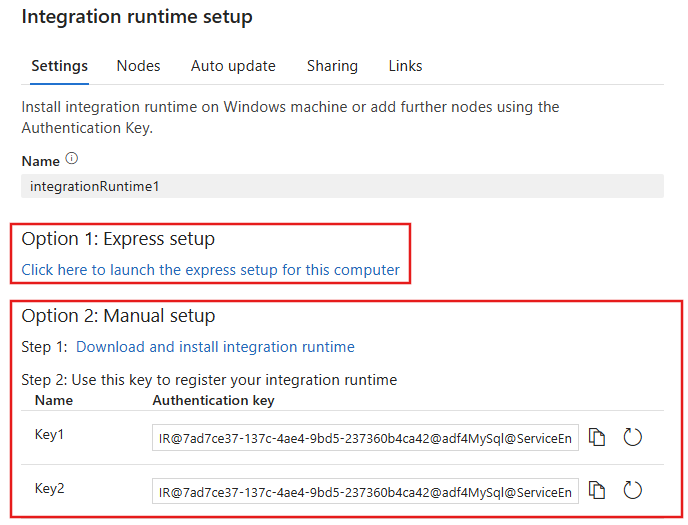 Integration runtime setup
Settings Nodes Auto update Sharing Links
Install integration runtime on Windows machine or add further nodes using the
Authentication Key.
Name
integrationRuntime1
Option 1: Express setup
Click here to launch the express setup for this computer
Option 2: Manual setup
Step 1: Download and install integration runtime
Step 2: Use this key to register your integration runtime
Name Authentication key
Key1 IR@7ad7ce37-137c-4ae4-9bd5-237360b4ca42@adf4MySql@ServiceEn
Key2 IR@7ad7ce37-137c-4ae4-9bd5-237360b4ca42@adf4MySql@ServiceEn